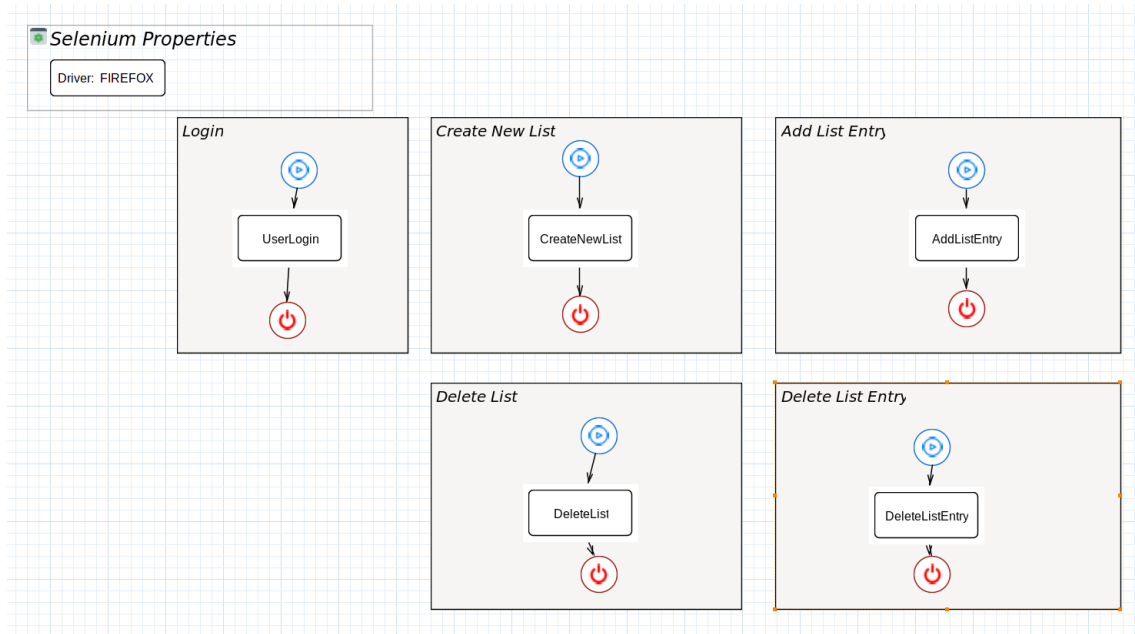 Selenium Properties
Driver: FIREFOX
Login
UserLogin
Create New List
CreateNewList
Add List Entry
AddListEntry
Delete List
DeleteList
Delete List Entry
DeleteListEntry